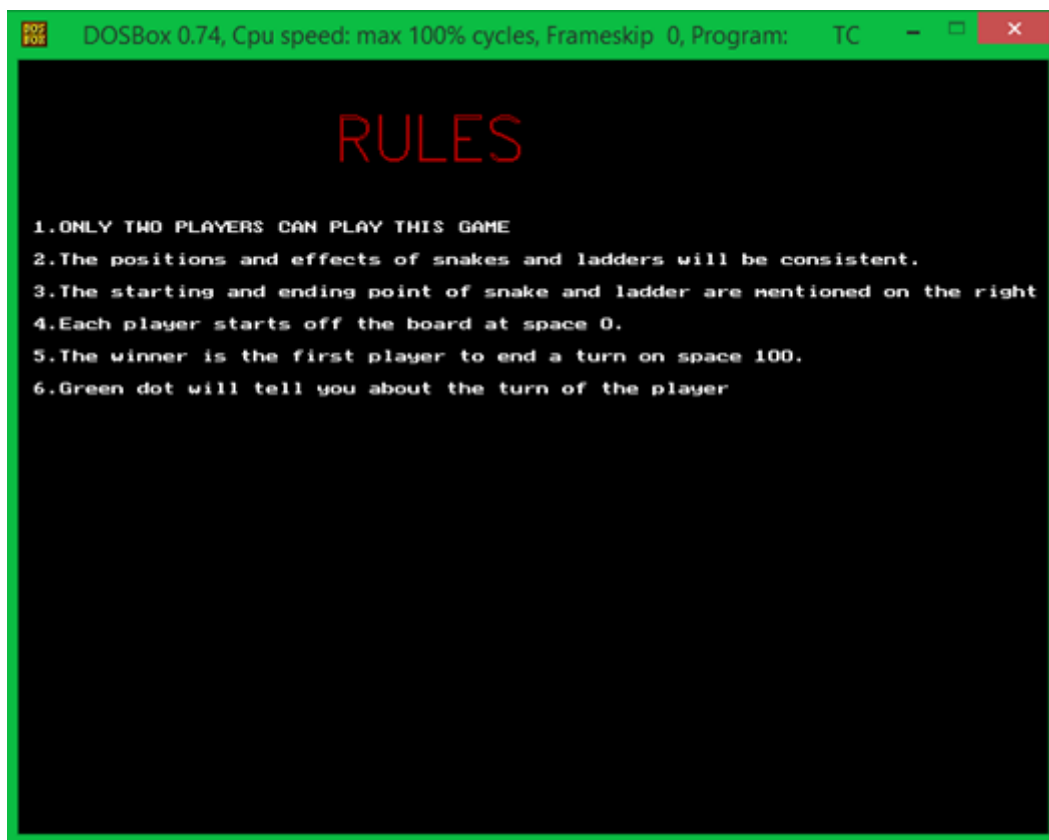 DOS
BOX
DOSBox 0.74, Cpu speed: max 100% cycles, Frameskip 0, Program: TC
RULES
1.ONLY TWO PLAYERS CAN PLAY THIS GAME
2.The positions and effects of snakes and ladders will be consistent.
3.The starting and ending point of snake and ladder are mentioned on the right
4.Each player starts off the board at space 0.
5.The winner is the first player to end a turn on space 100.
6.Green dot will tell you about the turn of the player